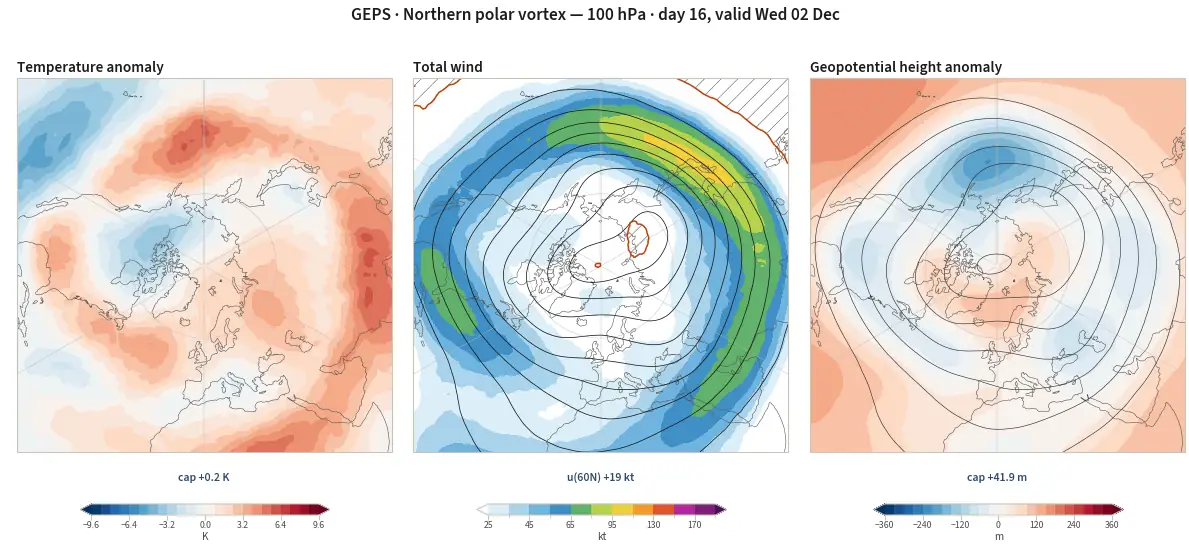 GEPS · Northern polar vortex — 100 hPa · day 16, valid Wed 02 Dec
Temperature anomaly
Total wind
Geopotential height anomaly
cap +0.2 K
u(60N) +19 kt
cap +41.9 m
−9.6 −6.4 −3.2 0.0 3.2 6.4 9.6
K
25 45 65 95 130 170
kt
−360 −240 −120 0 120 240 360
m